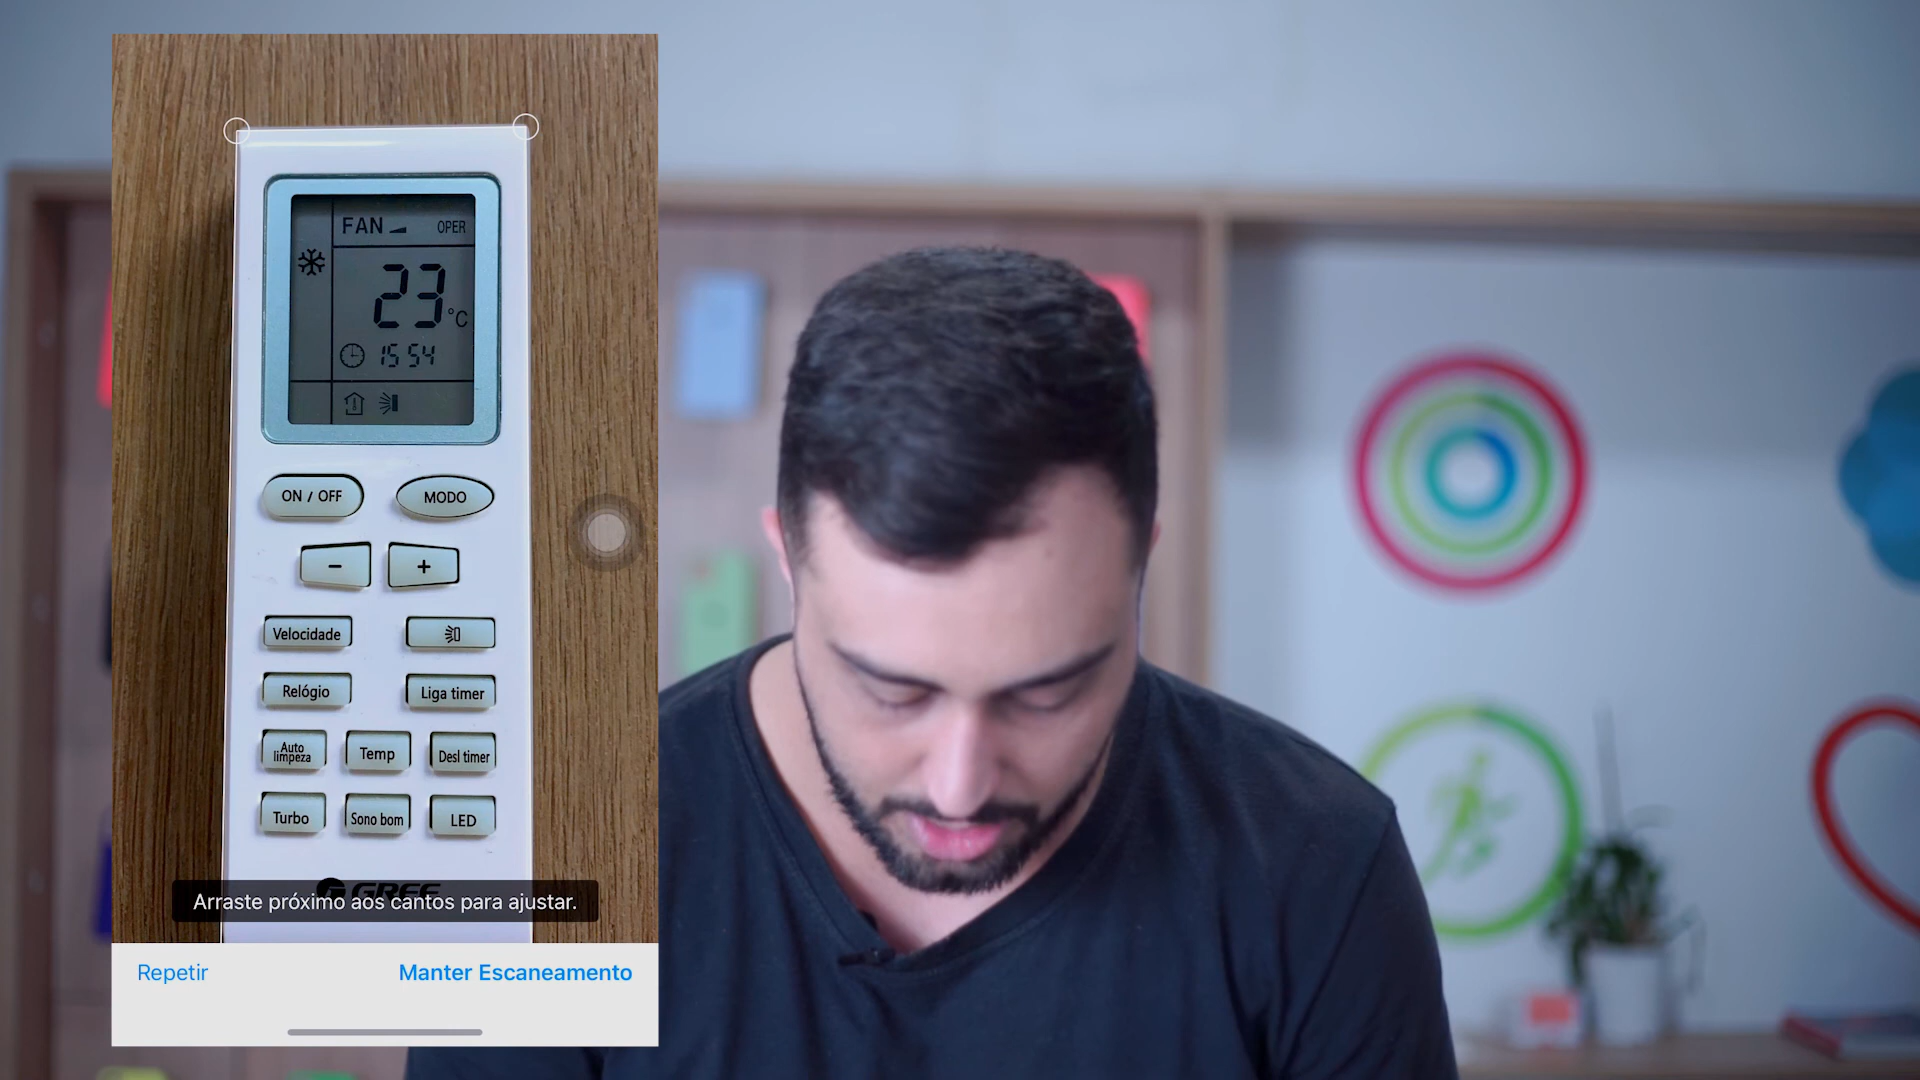 FAN OPER
23 °C
15 54
ON / OFF MODO
- +
Velocidade
Relógio Liga timer
Auto limpeza Temp Desl timer
Turbo Sono bom LED
GREE
Arraste próximo aos cantos para ajustar.
Repetir Manter Escaneamento